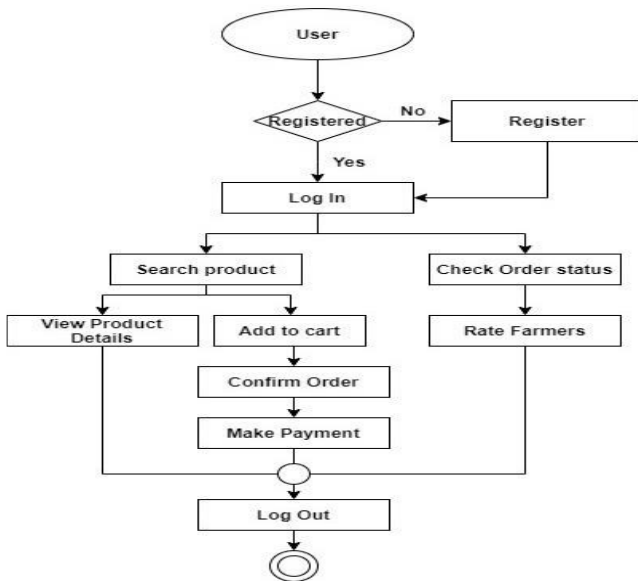 User
Registered
No
Register
Yes
Log In
Search product
Check Order status
View Product
Details
Add to cart
Rate Farmers
Confirm Order
Make Payment
Log Out